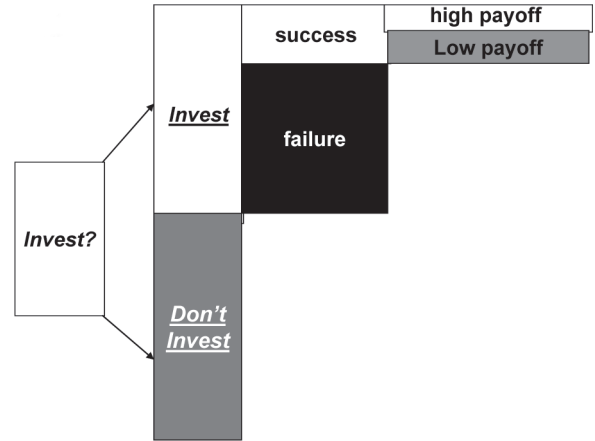 high payoff
success
Low payoff
Invest
failure
Invest?
Don't
Invest